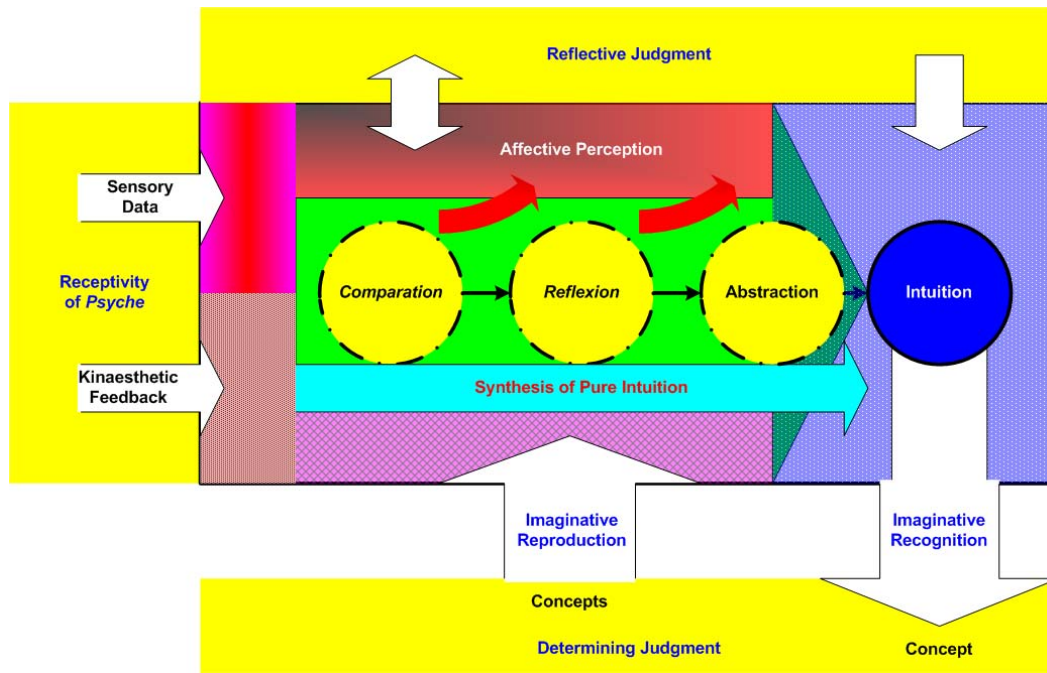 Reflective Judgment
Affective Perception
Sensory
Data
Receptivity
of Psyche
Comparation
Reflexion
Abstraction
Intuition
Kinaesthetic
Feedback
Synthesis of Pure Intuition
Imaginative
Reproduction
Imaginative
Recognition
Concepts
Determining Judgment
Concept